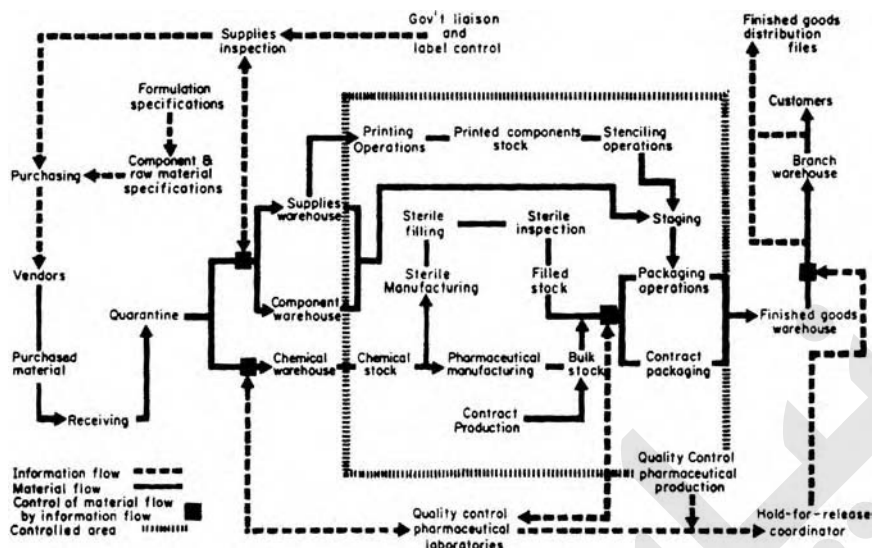 Gov't liaison
and
label control
Supplies
inspection
Finished goods
distribution
files
Formulation
specifications
Customers
Printing
Operations
Printed components
stock
Stenciling operations
Purchasing
Component &
raw material
specifications
Branch
warehouse
Supplies
warehouse
Sterile
filling
Sterile
inspection
Staging
Vendors
Sterile
Manufacturing
Filled
stock
Packaging
operations
Quarantine
Component
warehouse
Finished goods
warehouse
Purchased
material
Chemical
warehouse
Chemical
stock
Pharmaceutical
manufacturing
Bulk
stock
Contract
packaging
Receiving
Contract
Production
Quality Control
pharmaceutical
production
Information flow
Material flow
Control of material flow
by information flow
Controlled area
Quality control
pharmaceutical
laboratories
Hold-for-release
coordinator